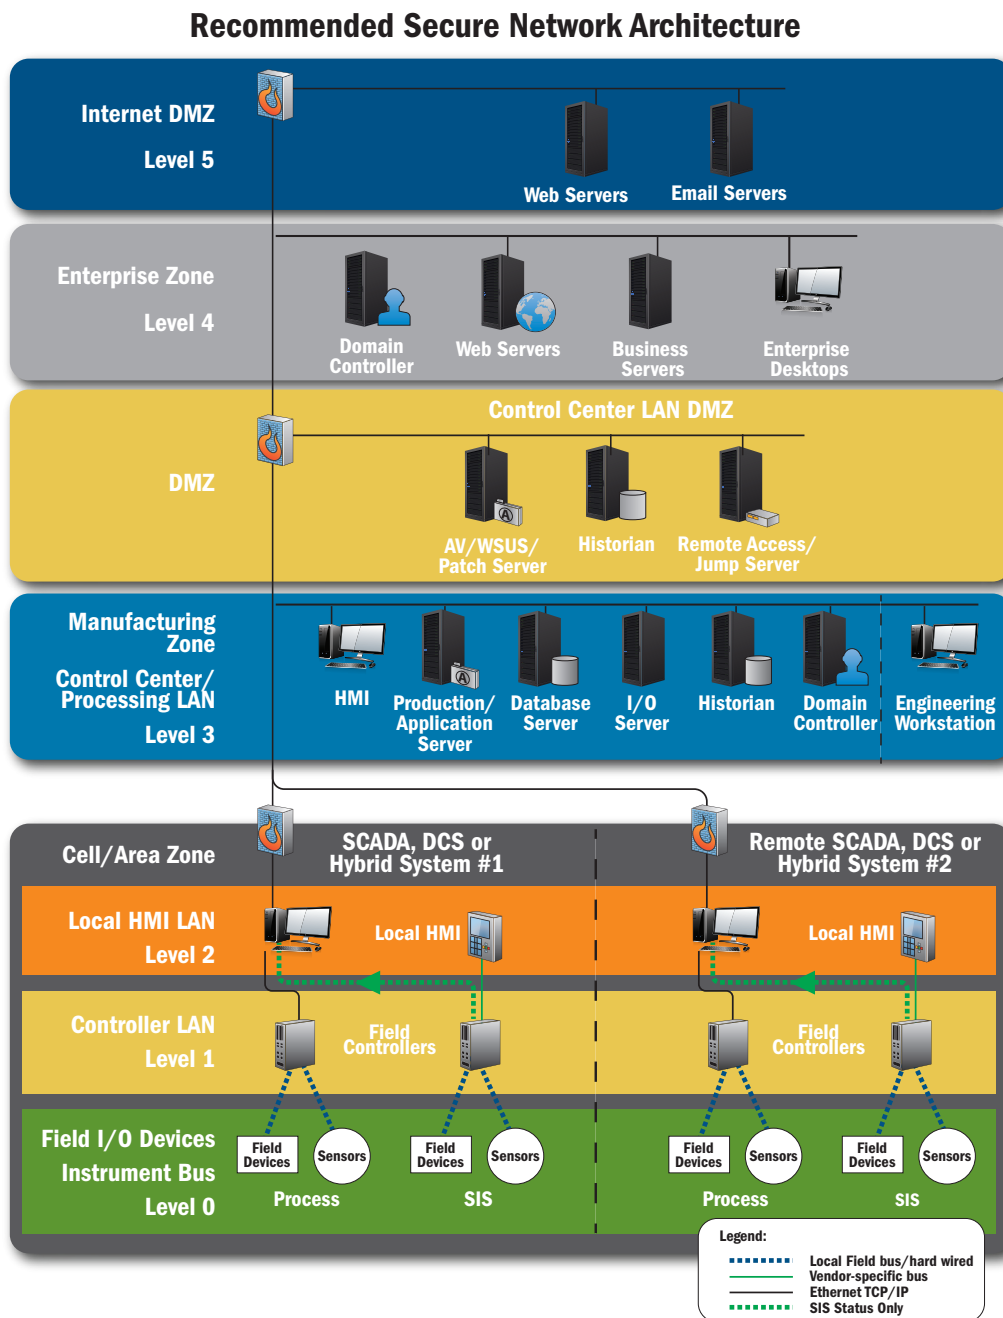 Recommended Secure Network Architecture
Internet DMZ
Level 5
Web Servers
Email Servers
Enterprise Zone
Level 4
Domain
Controller
Web Servers
Business
Servers
Enterprise
Desktops
Control Center LAN DMZ
DMZ
AV/WSUS/
Patch Server
Historian
Remote Access/
Jump Server
Manufacturing
Zone
Control Center/
Processing LAN
Level 3
HMI
A
Production/
Application
Server
Database
Server
I/O
Server
Historian
Domain
Controller
Engineering
Workstation
Cell/Area Zone
SCADA, DCS or
Hybrid System #1
Remote SCADA, DCS or
Hybrid System #2
Local HMI LAN
Level 2
Local HMI
Local HMI
Controller LAN
Level 1
Field
Controllers
Field
Controllers
Field I/O Devices
Instrument Bus
Level 0
Field
Devices
Sensors
Process
Field
Devices
Sensors
SIS
Field
Devices
Sensors
Process
Field
Devices
Sensors
SIS
Legend:
Local Field bus/hard wired
Vendor-specific bus
Ethernet TCP/IP
SIS Status Only